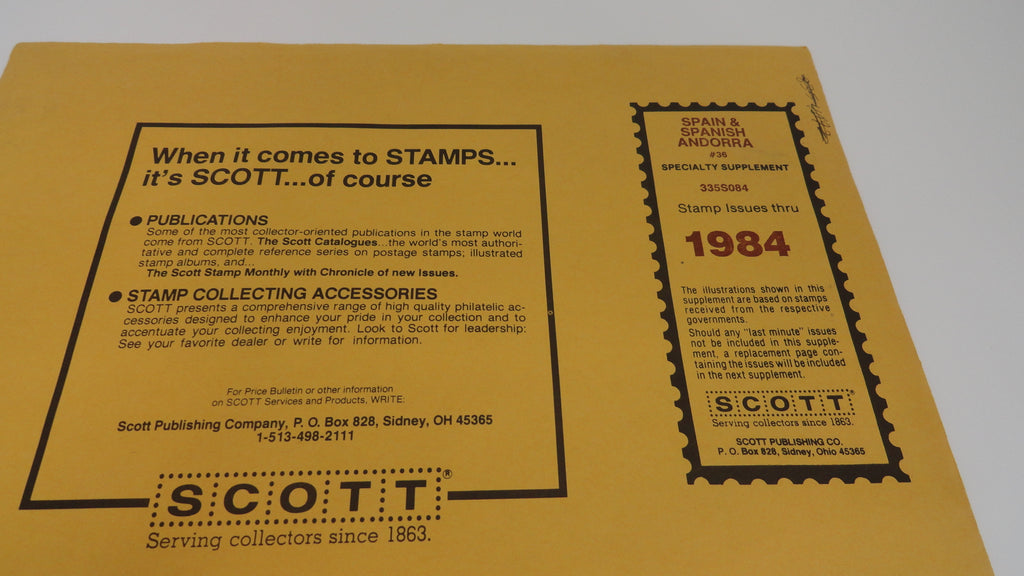 When it comes to STAMPS...
it's SCOTT...of course
● PUBLICATIONS
Some of the most collector-oriented publications in the stamp world
come from SCOTT. The Scott Catalogues...the world's most authori-
tative and complete reference series on postage stamps; illustrated
stamp albums, and...
The Scott Stamp Monthly with Chronicle of new Issues.
● STAMP COLLECTING ACCESSORIES
SCOTT presents a comprehensive range of high quality philatelic ac-
cessories designed to enhance your pride in your collection and to
accentuate your collecting enjoyment. Look to Scott for leadership:
See your favorite dealer or write for information.
For Price Bulletin or other information
on SCOTT Services and Products, WRITE:
Scott Publishing Company, P. O. Box 828, Sidney, OH 45365
1-513-498-2111
SCOTT®
Serving collectors since 1863.
SPAIN &
SPANISH
ANDORRA
#36
SPECIALTY SUPPLEMENT
335S084
Stamp Issues thru
1984
The illustrations shown in this
supplement are based on stamps
received from the respective
governments.
Should any "last minute" issues
not be included in this supple-
ment, a replacement page con-
taining the issues will be included
in the next supplement.
SCOTT®
Serving collectors since 1863.
SCOTT PUBLISHING CO.
P. O. Box 828, Sidney, Ohio 45365